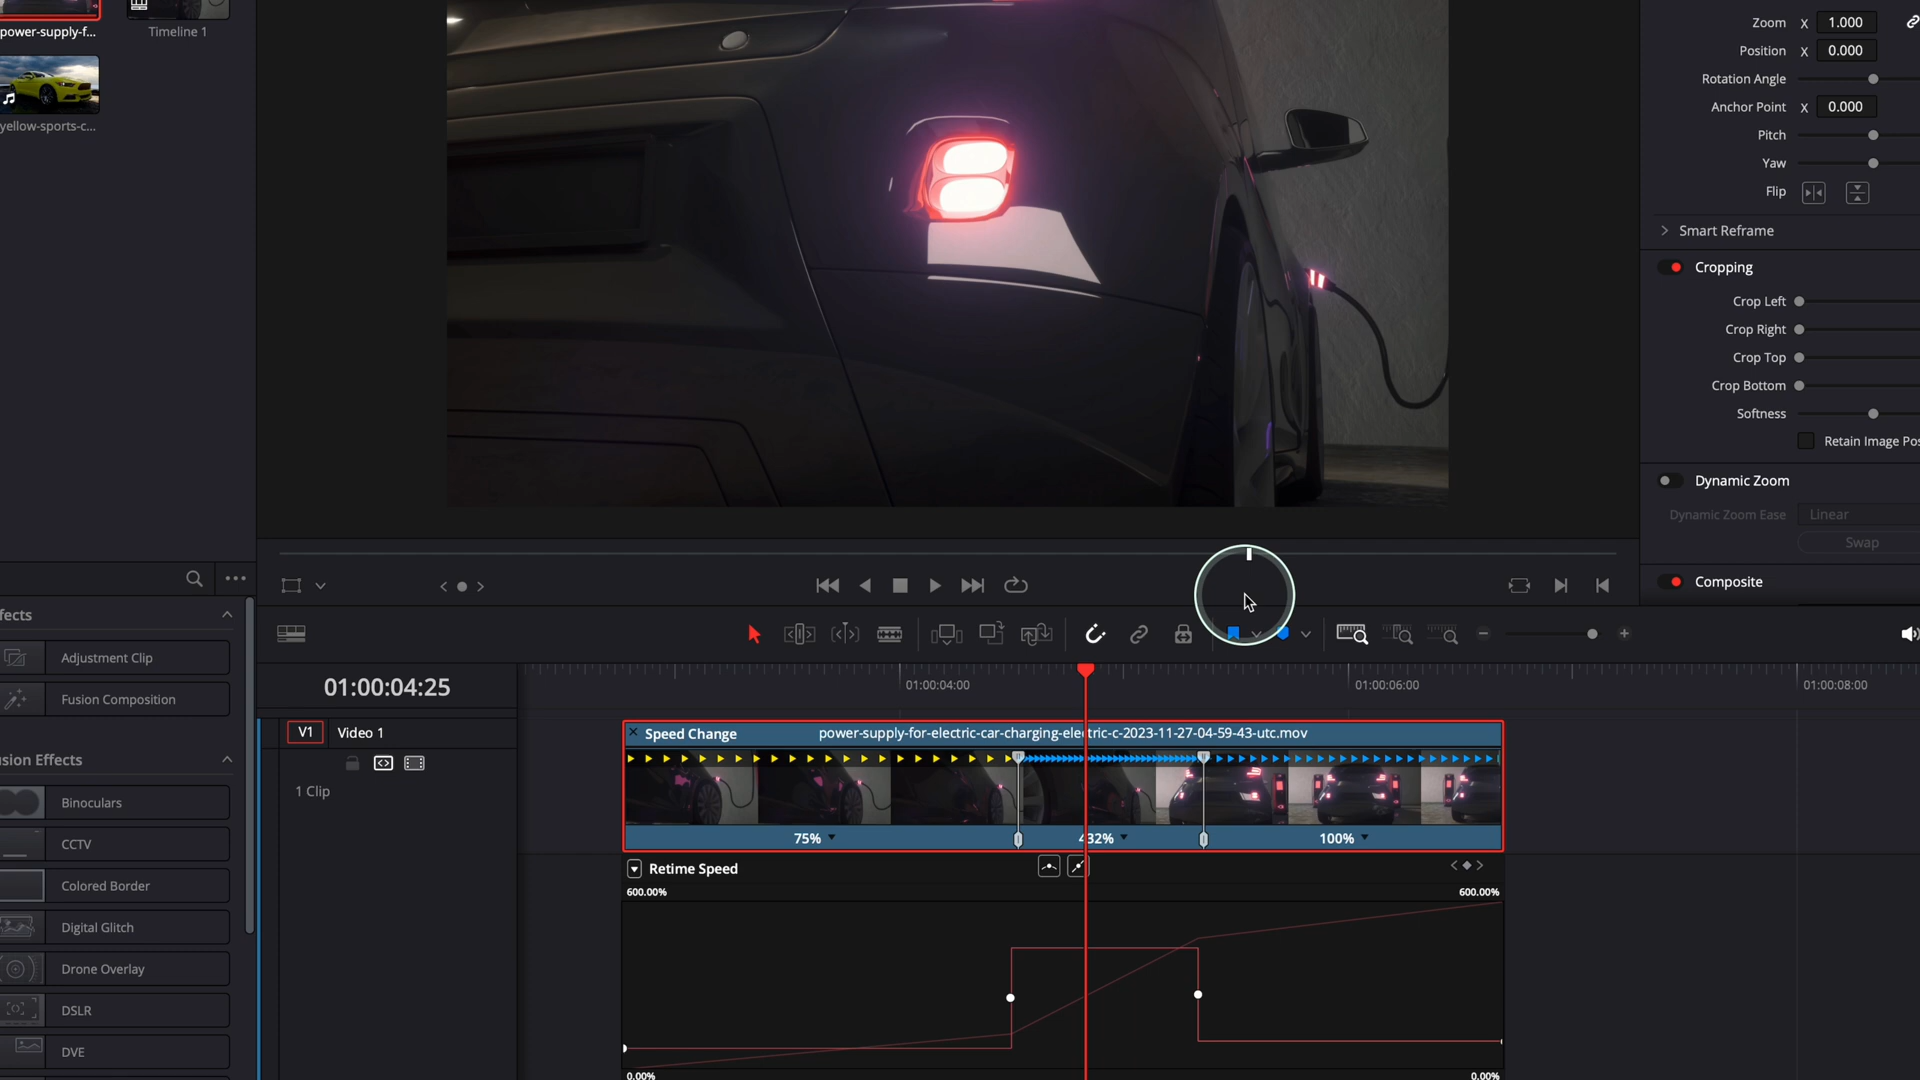 power-supply-f...
Timeline 1
yellow-sports-c...
Zoom X 1.000
Position X 0.000
Rotation Angle
Anchor Point X 0.000
Pitch
Yaw
Flip
Smart Reframe
Cropping
Crop Left
Crop Right
Crop Top
Crop Bottom
Softness
Retain Image Pos
Dynamic Zoom
Dynamic Zoom Ease Linear
Swap
Composite
fects
Adjustment Clip
Fusion Composition
usion Effects
Binoculars
CCTV
Colored Border
Digital Glitch
Drone Overlay
DSLR
DVE
01:00:04:25
01:00:04:00
01:00:06:00
01:00:08:00
V1 Video 1
1 Clip
Speed Change power-supply-for-electric-car-charging-electric-c-2023-11-27-04-59-43-utc.mov
75% 432% 100%
Retime Speed
600.00% 600.00%
0.00% 0.00%